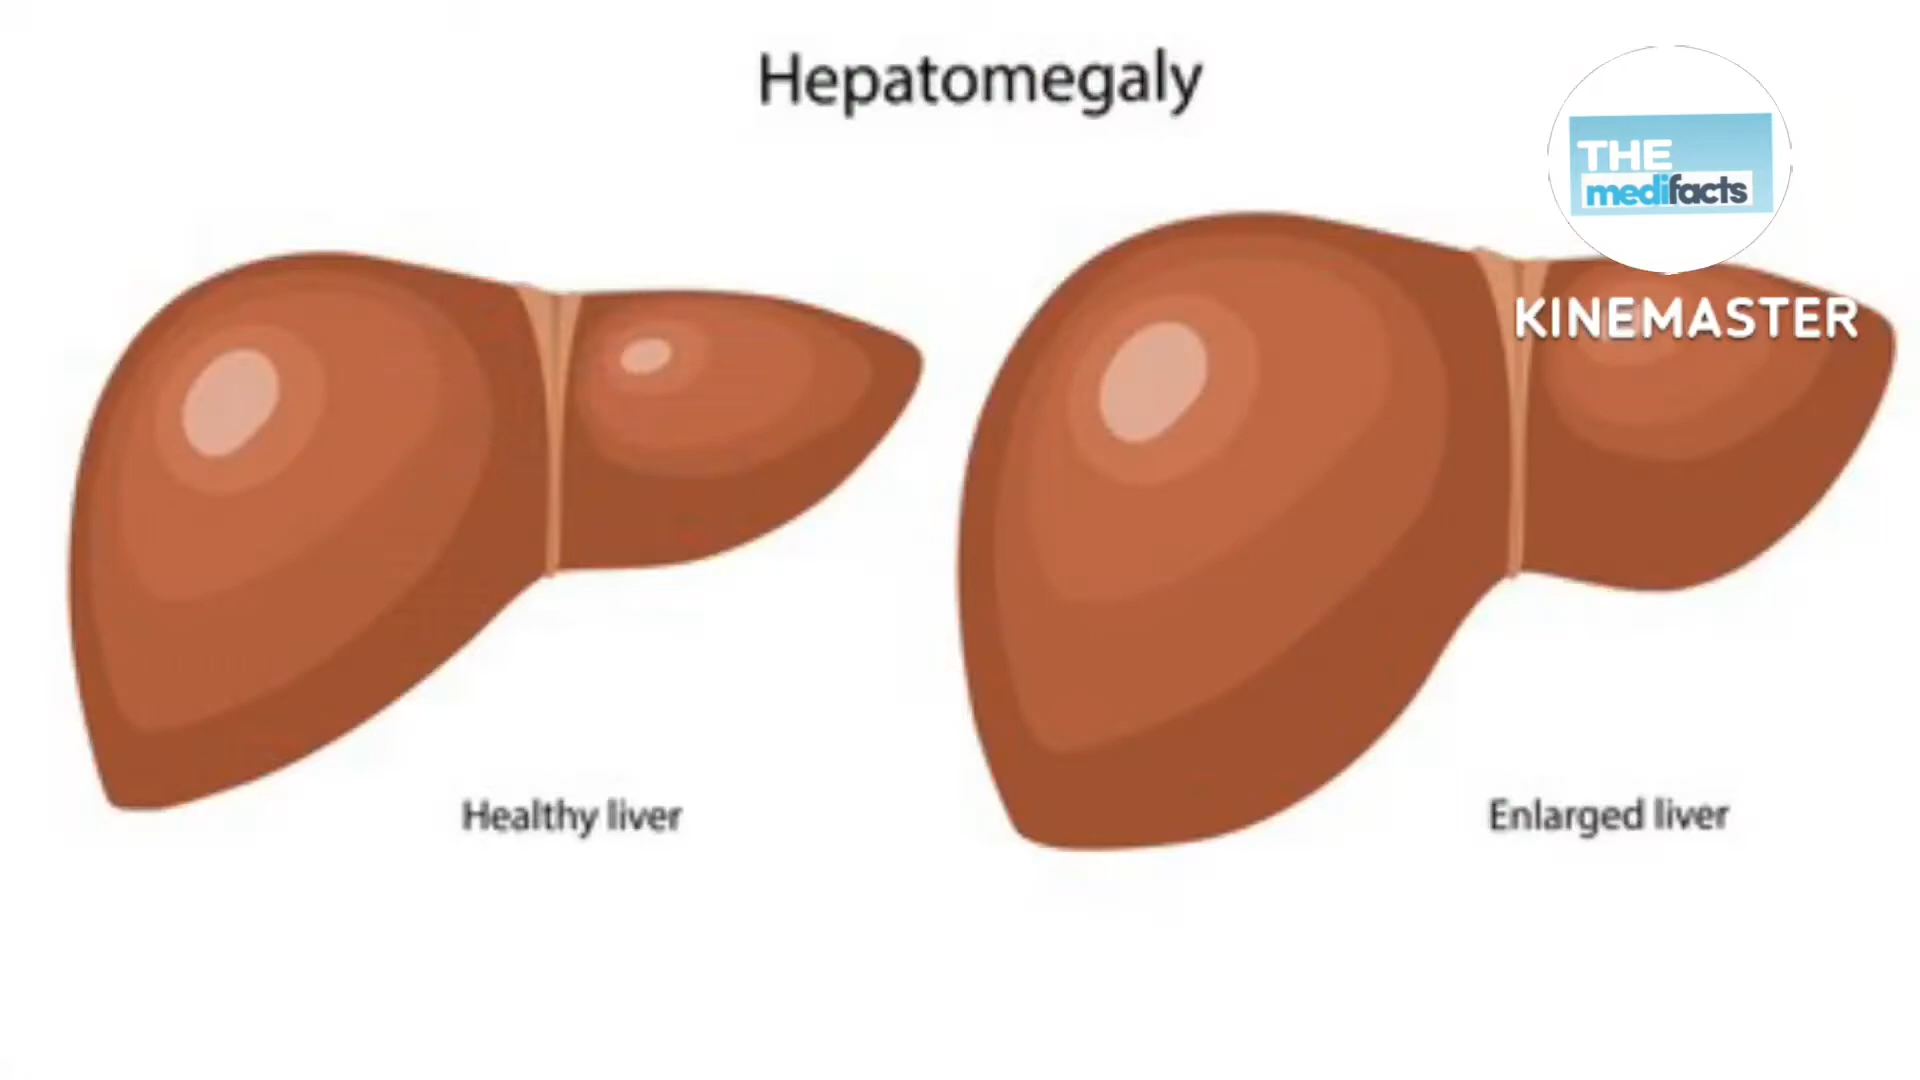 Hepatomegaly
THE
medifacts
KINEMASTER
Healthy liver
Enlarged liver